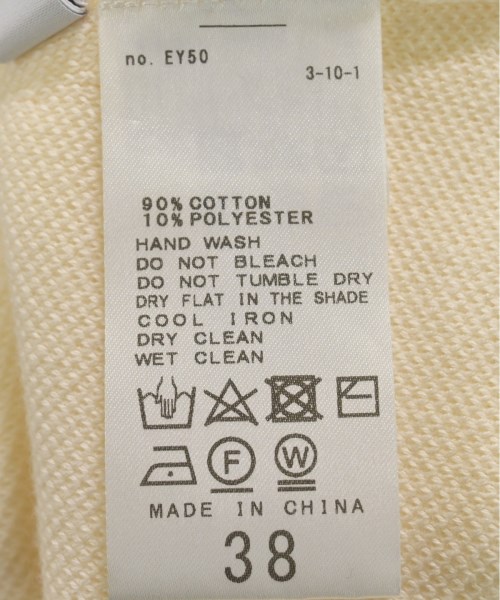 no. EY50
3-10-1
90% COTTON
10% POLYESTER
HAND WASH
DO NOT BLEACH
DO NOT TUMBLE DRY
DRY FLAT IN THE SHADE
COOL IRON
DRY CLEAN
WET CLEAN
F W
MADE IN CHINA
38